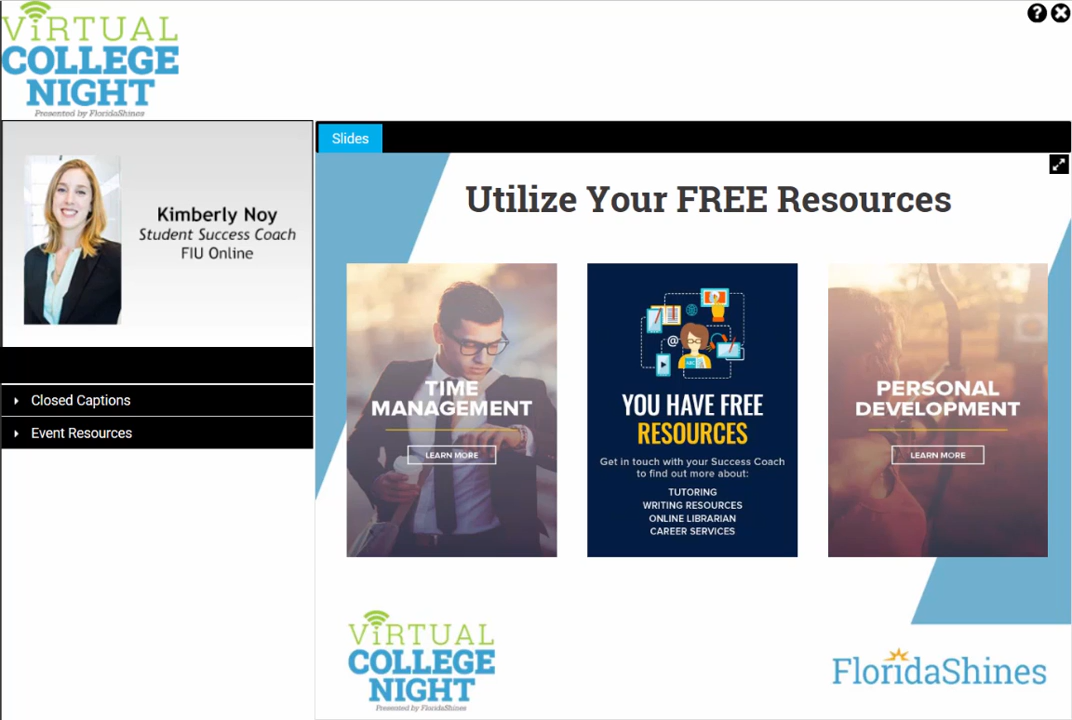 ViRTUAL
COLLEGE
NIGHT
Presented by FloridaShines
Kimberly Noy
Student Success Coach
FIU Online
Closed Captions
Event Resources
Slides
Utilize Your FREE Resources
TIME
MANAGEMENT
LEARN MORE
@
ABC
YOU HAVE FREE
RESOURCES
Get in touch with your Success Coach
to find out more about:
TUTORING
WRITING RESOURCES
ONLINE LIBRARIAN
CAREER SERVICES
PERSONAL
DEVELOPMENT
LEARN MORE
ViRTUAL
COLLEGE
NIGHT
Presented by FloridaShines
FloridaShines